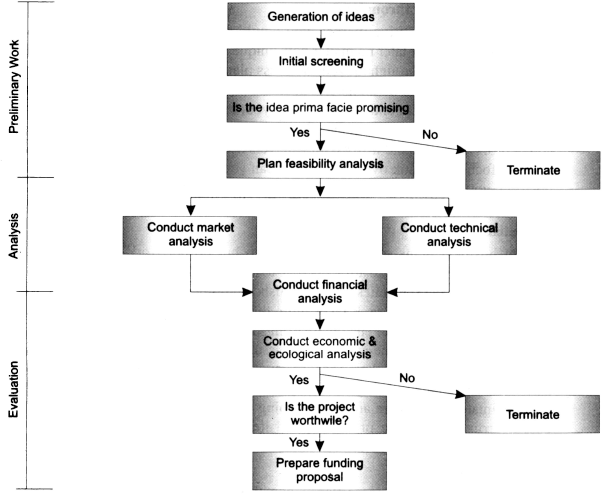 Preliminary Work
Generation of ideas
Initial screening
Is the idea prima facie promising
Yes
No
Plan feasibility analysis
Terminate
Analysis
Conduct market
analysis
Conduct technical
analysis
Conduct financial
analysis
Evaluation
Conduct economic &
ecological analysis
Yes
No
Is the project
worthwile?
Terminate
Yes
Prepare funding
proposal